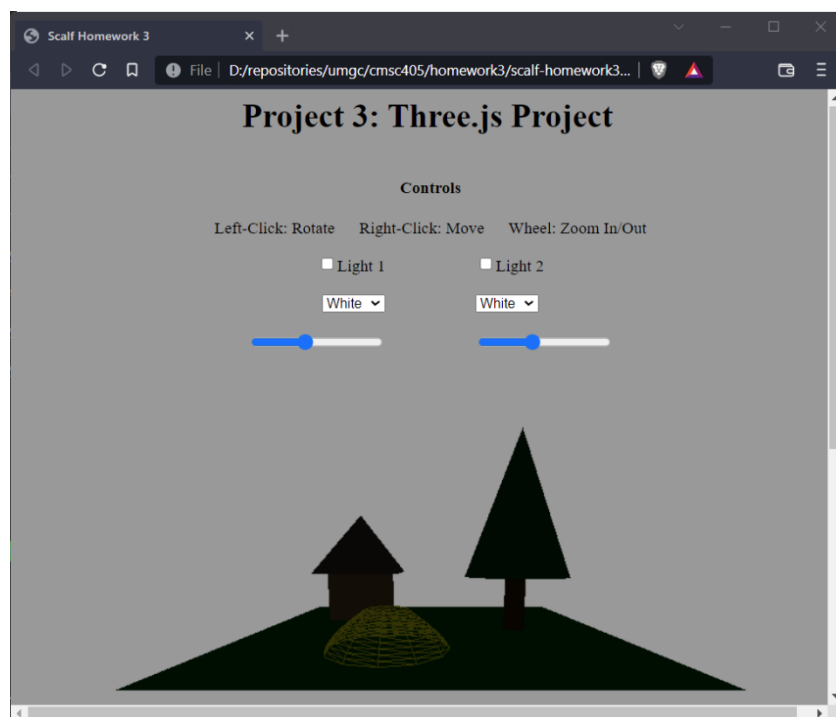 Scalf Homework 3
File D:/repositories/umgc/cmsc405/homework3/scalf-homework3...
Project 3: Three.js Project
Controls
Left-Click: Rotate Right-Click: Move Wheel: Zoom In/Out
Light 1 Light 2
White White